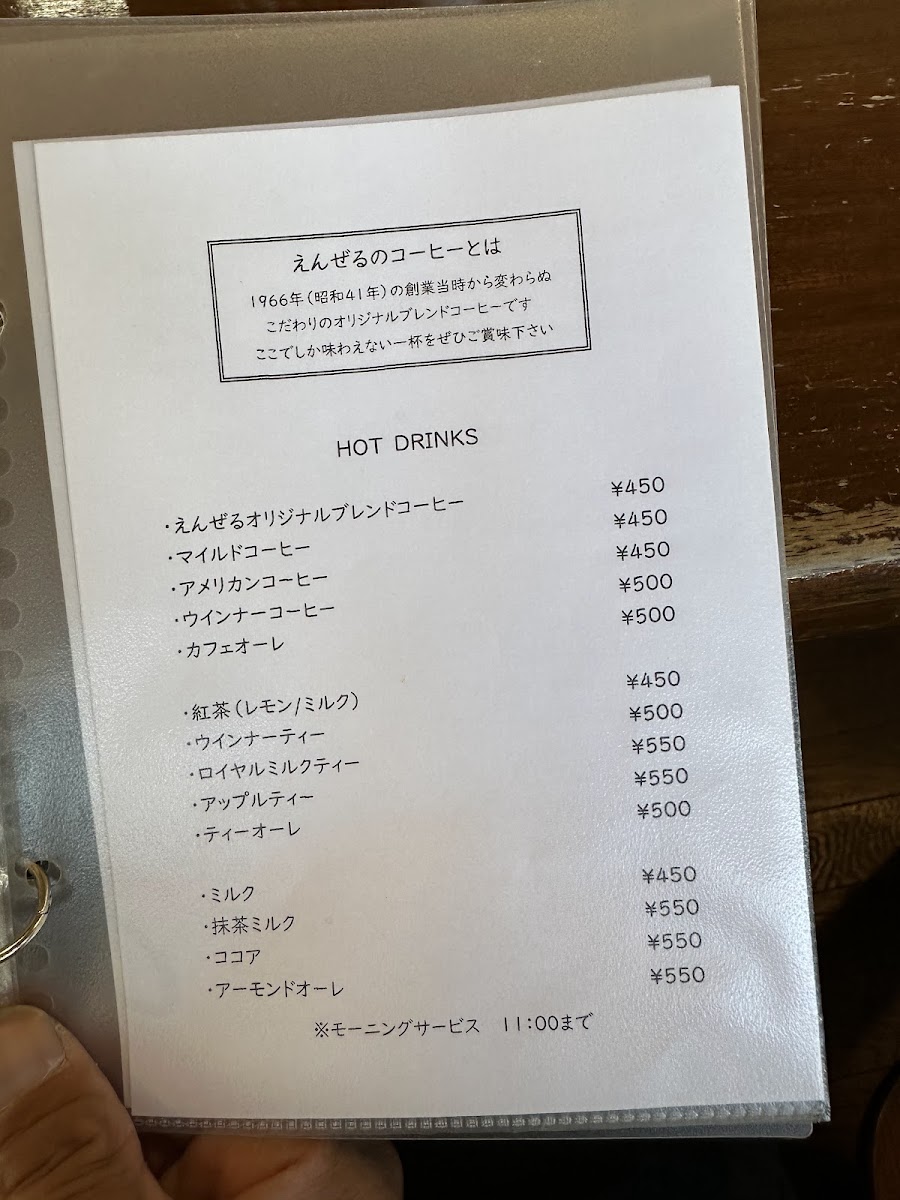 えんぜるのコーヒーとは
1966年(昭和41年)の創業当時から変わらぬ
こだわりのオリジナルブレンドコーヒーです
ここでしか味わえない一杯をぜひご賞味下さい
HOT DRINKS
・えんぜるオリジナルブレンドコーヒー ¥450
・マイルドコーヒー ¥450
・アメリカンコーヒー ¥450
・ウインナーコーヒー ¥500
・カフェオーレ ¥500
・紅茶(レモン/ミルク) ¥450
・ウインナーティー ¥500
・ロイヤルミルクティー ¥550
・アップルティー ¥550
・ティーオーレ ¥500
・ミルク ¥450
・抹茶ミルク ¥550
・ココア ¥550
・アーモンドオーレ ¥550
※モーニングサービス 11:00まで